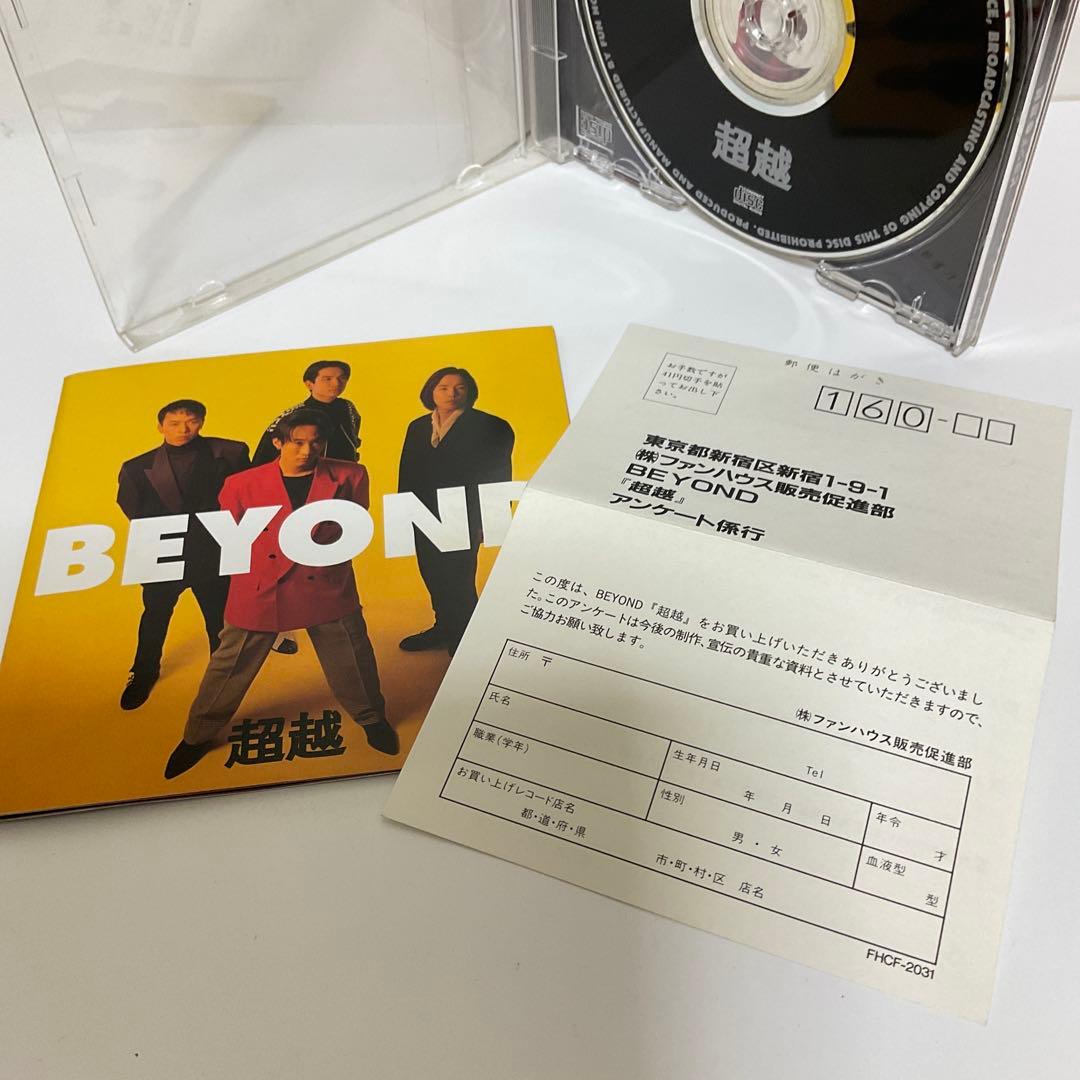 超越
PRODUCED AND MANUFACTURED BY FUN HO
CE, BROADCASTING AND COPYING OF THIS DISC PROHIBITED.
BEYOND
超越
郵便はがき
お手数ですが
41円切手を貼
ってお出し下
さい。
160-
東京都新宿区新宿1-9-1
㈱ファンハウス販売促進部
BEYOND
『超越』
アンケート係行
この度は、BEYOND『超越』をお買い上げいただきありがとうございまし
た。このアンケートは今後の制作、宣伝の貴重な資料とさせていただきますので、
ご協力お願い致します。
㈱ファンハウス販売促進部
住所 〒
Tel
氏名
生年月日
年 月 日
年令
才
職業(学年)
性別
男・女
血液型
型
お買い上げレコード店名
都・道・府・県
市・町・村・区 店名
FHCF-2031